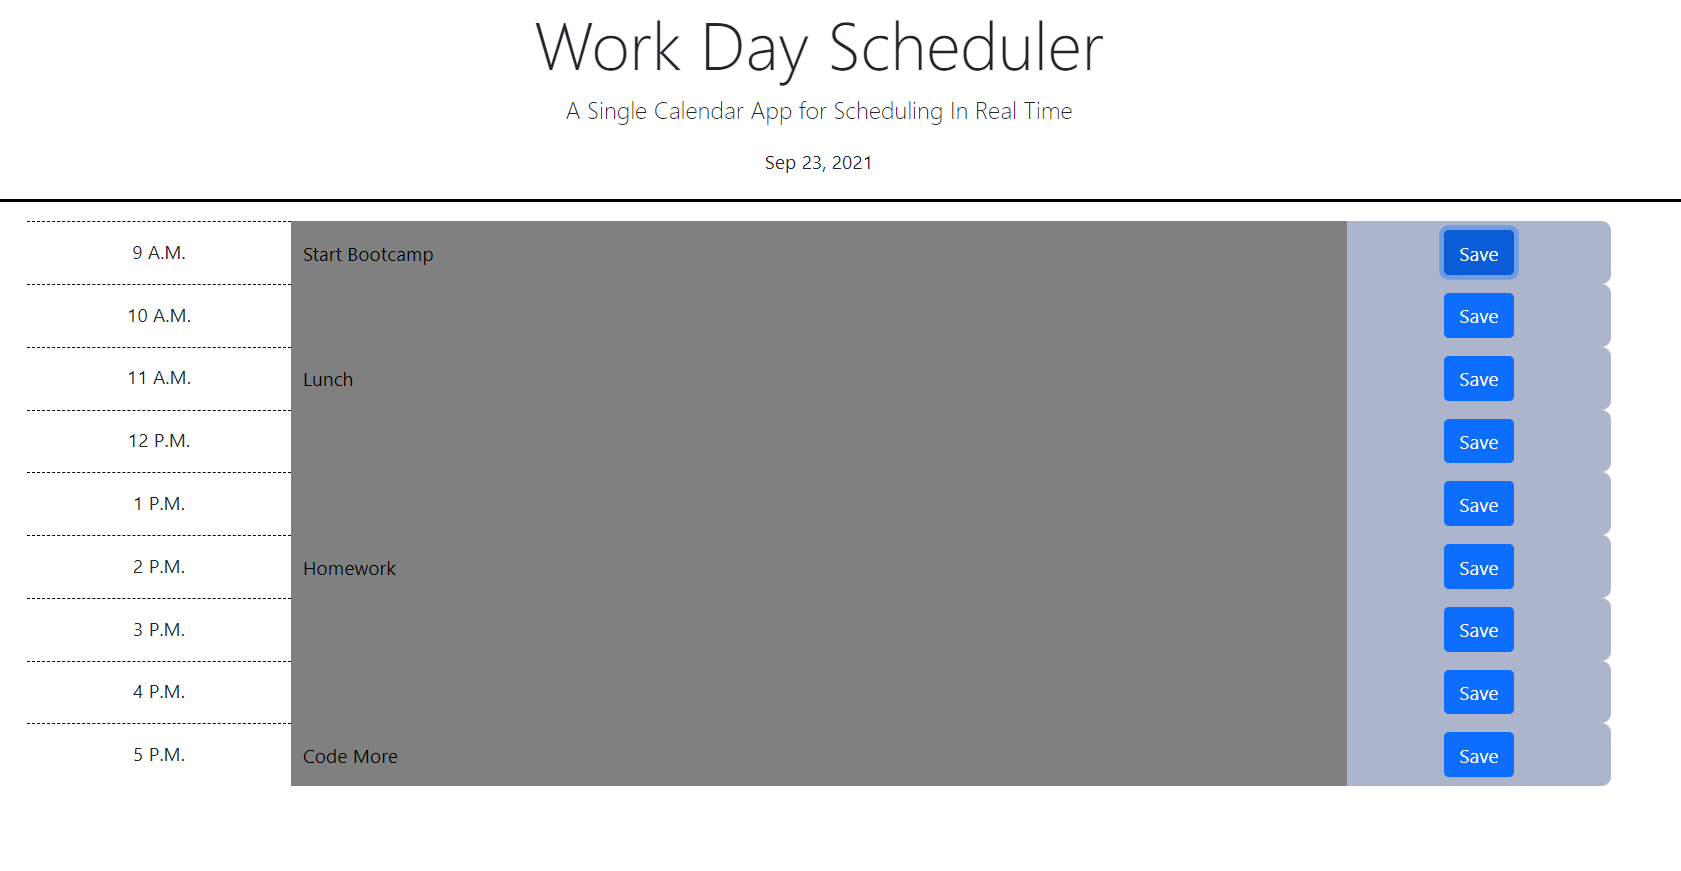 Work Day Scheduler
A Single Calendar App for Scheduling In Real Time
Sep 23, 2021
9 A.M. Start Bootcamp Save
10 A.M. Save
11 A.M. Lunch Save
12 P.M. Save
1 P.M. Save
2 P.M. Homework Save
3 P.M. Save
4 P.M. Save
5 P.M. Code More Save